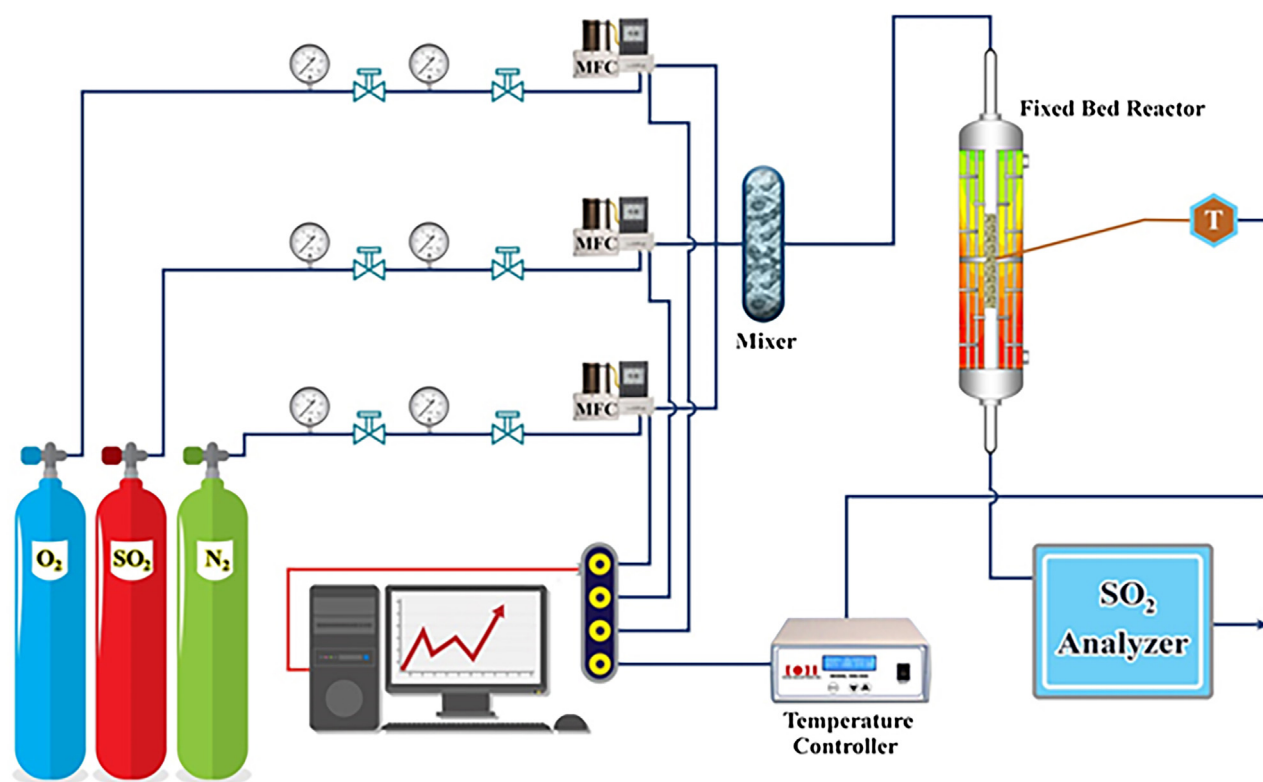 MFC
Fixed Bed Reactor
MFC
T
Mixer
MFC
O₂
SO₂
N₂
SO₂
Analyzer
Temperature
Controller